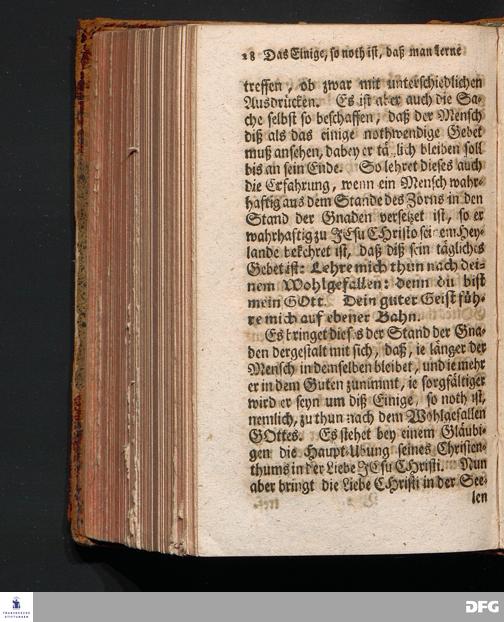 28 Das Einige, so noth ist, daß man lerne
treffen, ob zwar mit unterschiedlichen
Ausdrücken. Es ist aber auch die Sa-
che selbst so beschaffen, daß der Mensch
diß als das einige nothwendige Gebet
muß ansehen, dabey er täglich bleiben soll
bis an sein Ende. So lehret dieses auch
die Erfahrung, wenn ein Mensch wahr-
haftig aus dem Stande des Zorns in den
Stand der Gnaden versetzet ist, so er
wahrhaftig zu JEsu CHristo seinem Hey-
lande bekehret ist, daß diß sein tägliches
Gebet ist: Lehre mich thun nach dei-
nem Wohlgefallen: denn du bist
mein GOtt. Dein guter Geist füh-
re mich auf ebener Bahn.
Es bringet dieses der Stand der Gna-
den dergestalt mit sich, daß, ie länger der
Mensch in demselben bleibet, und ie mehr
er in dem Guten zunimmt, ie sorgfältiger
wird er seyn um diß Einige, so noth ist,
nemlich, zu thun nach dem Wohlgefallen
GOttes. Es stehet bey einem Gläubi-
gen die Haupt-Ubung seines Christen-
thums in der Liebe JEsu CHristi. Nun
aber bringt die Liebe CHristi in der See-
len
FRANCKESCHE
STIFTUNGEN
DFG